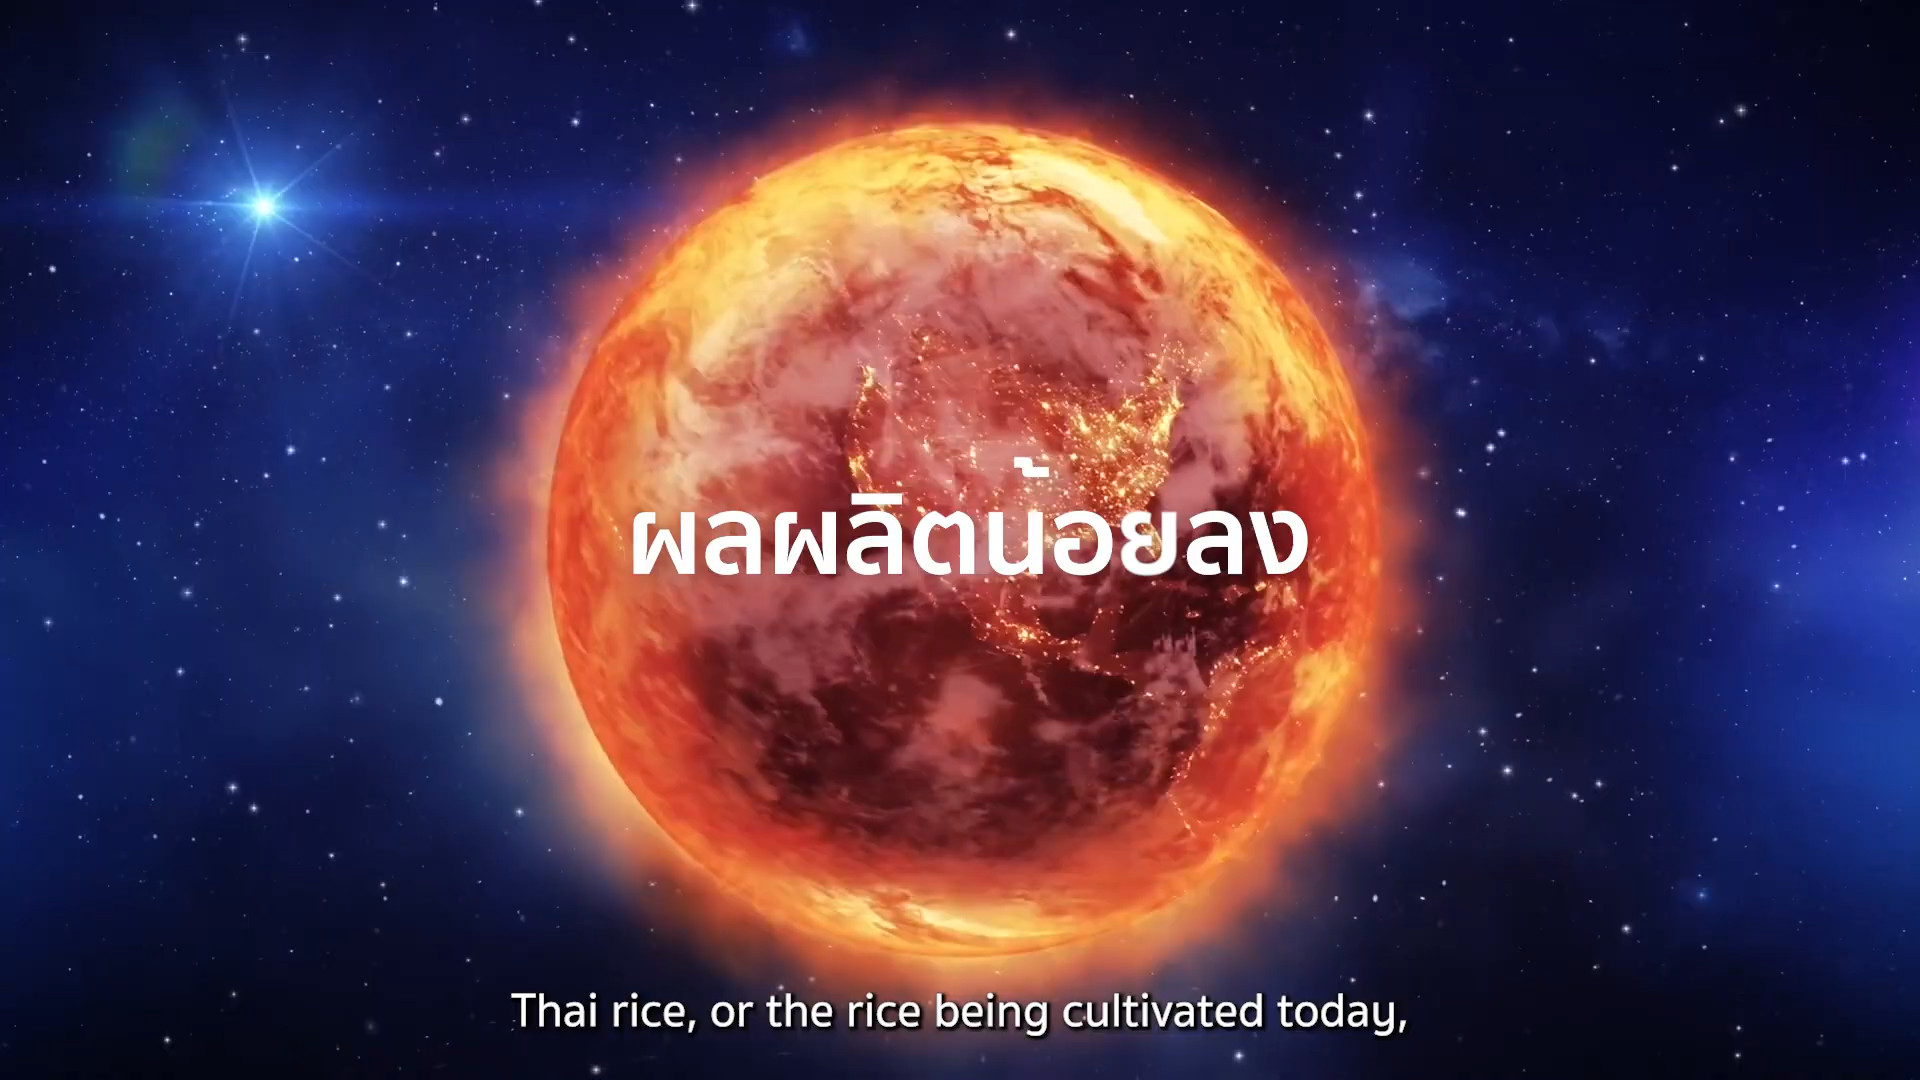 ผลผลิตน้อยลง
Thai rice, or the rice being cultivated today,